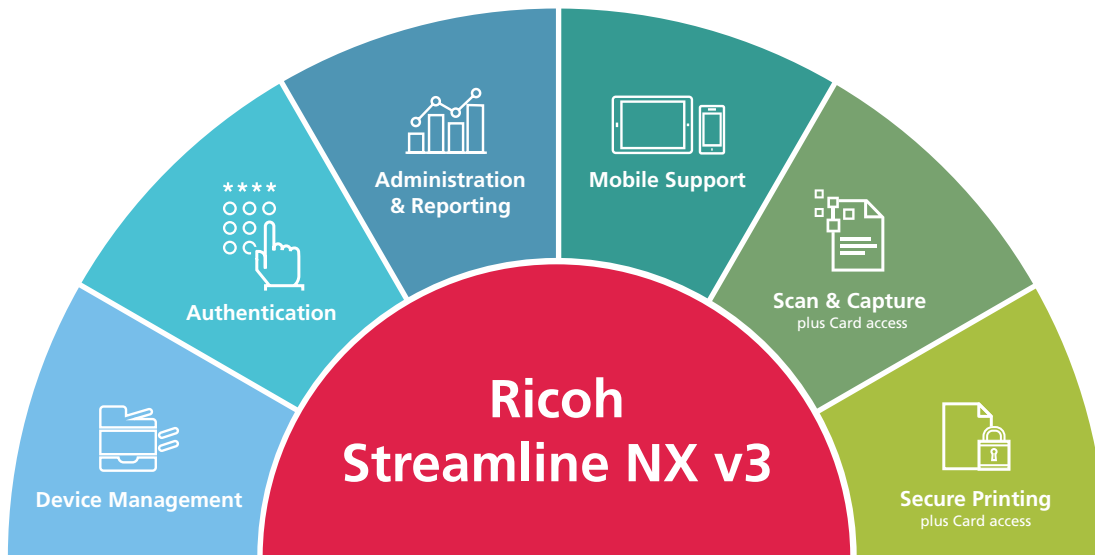 Device Management
Authentication
Administration
& Reporting
Mobile Support
Scan & Capture
plus Card access
Secure Printing
plus Card access
Ricoh
Streamline NX v3